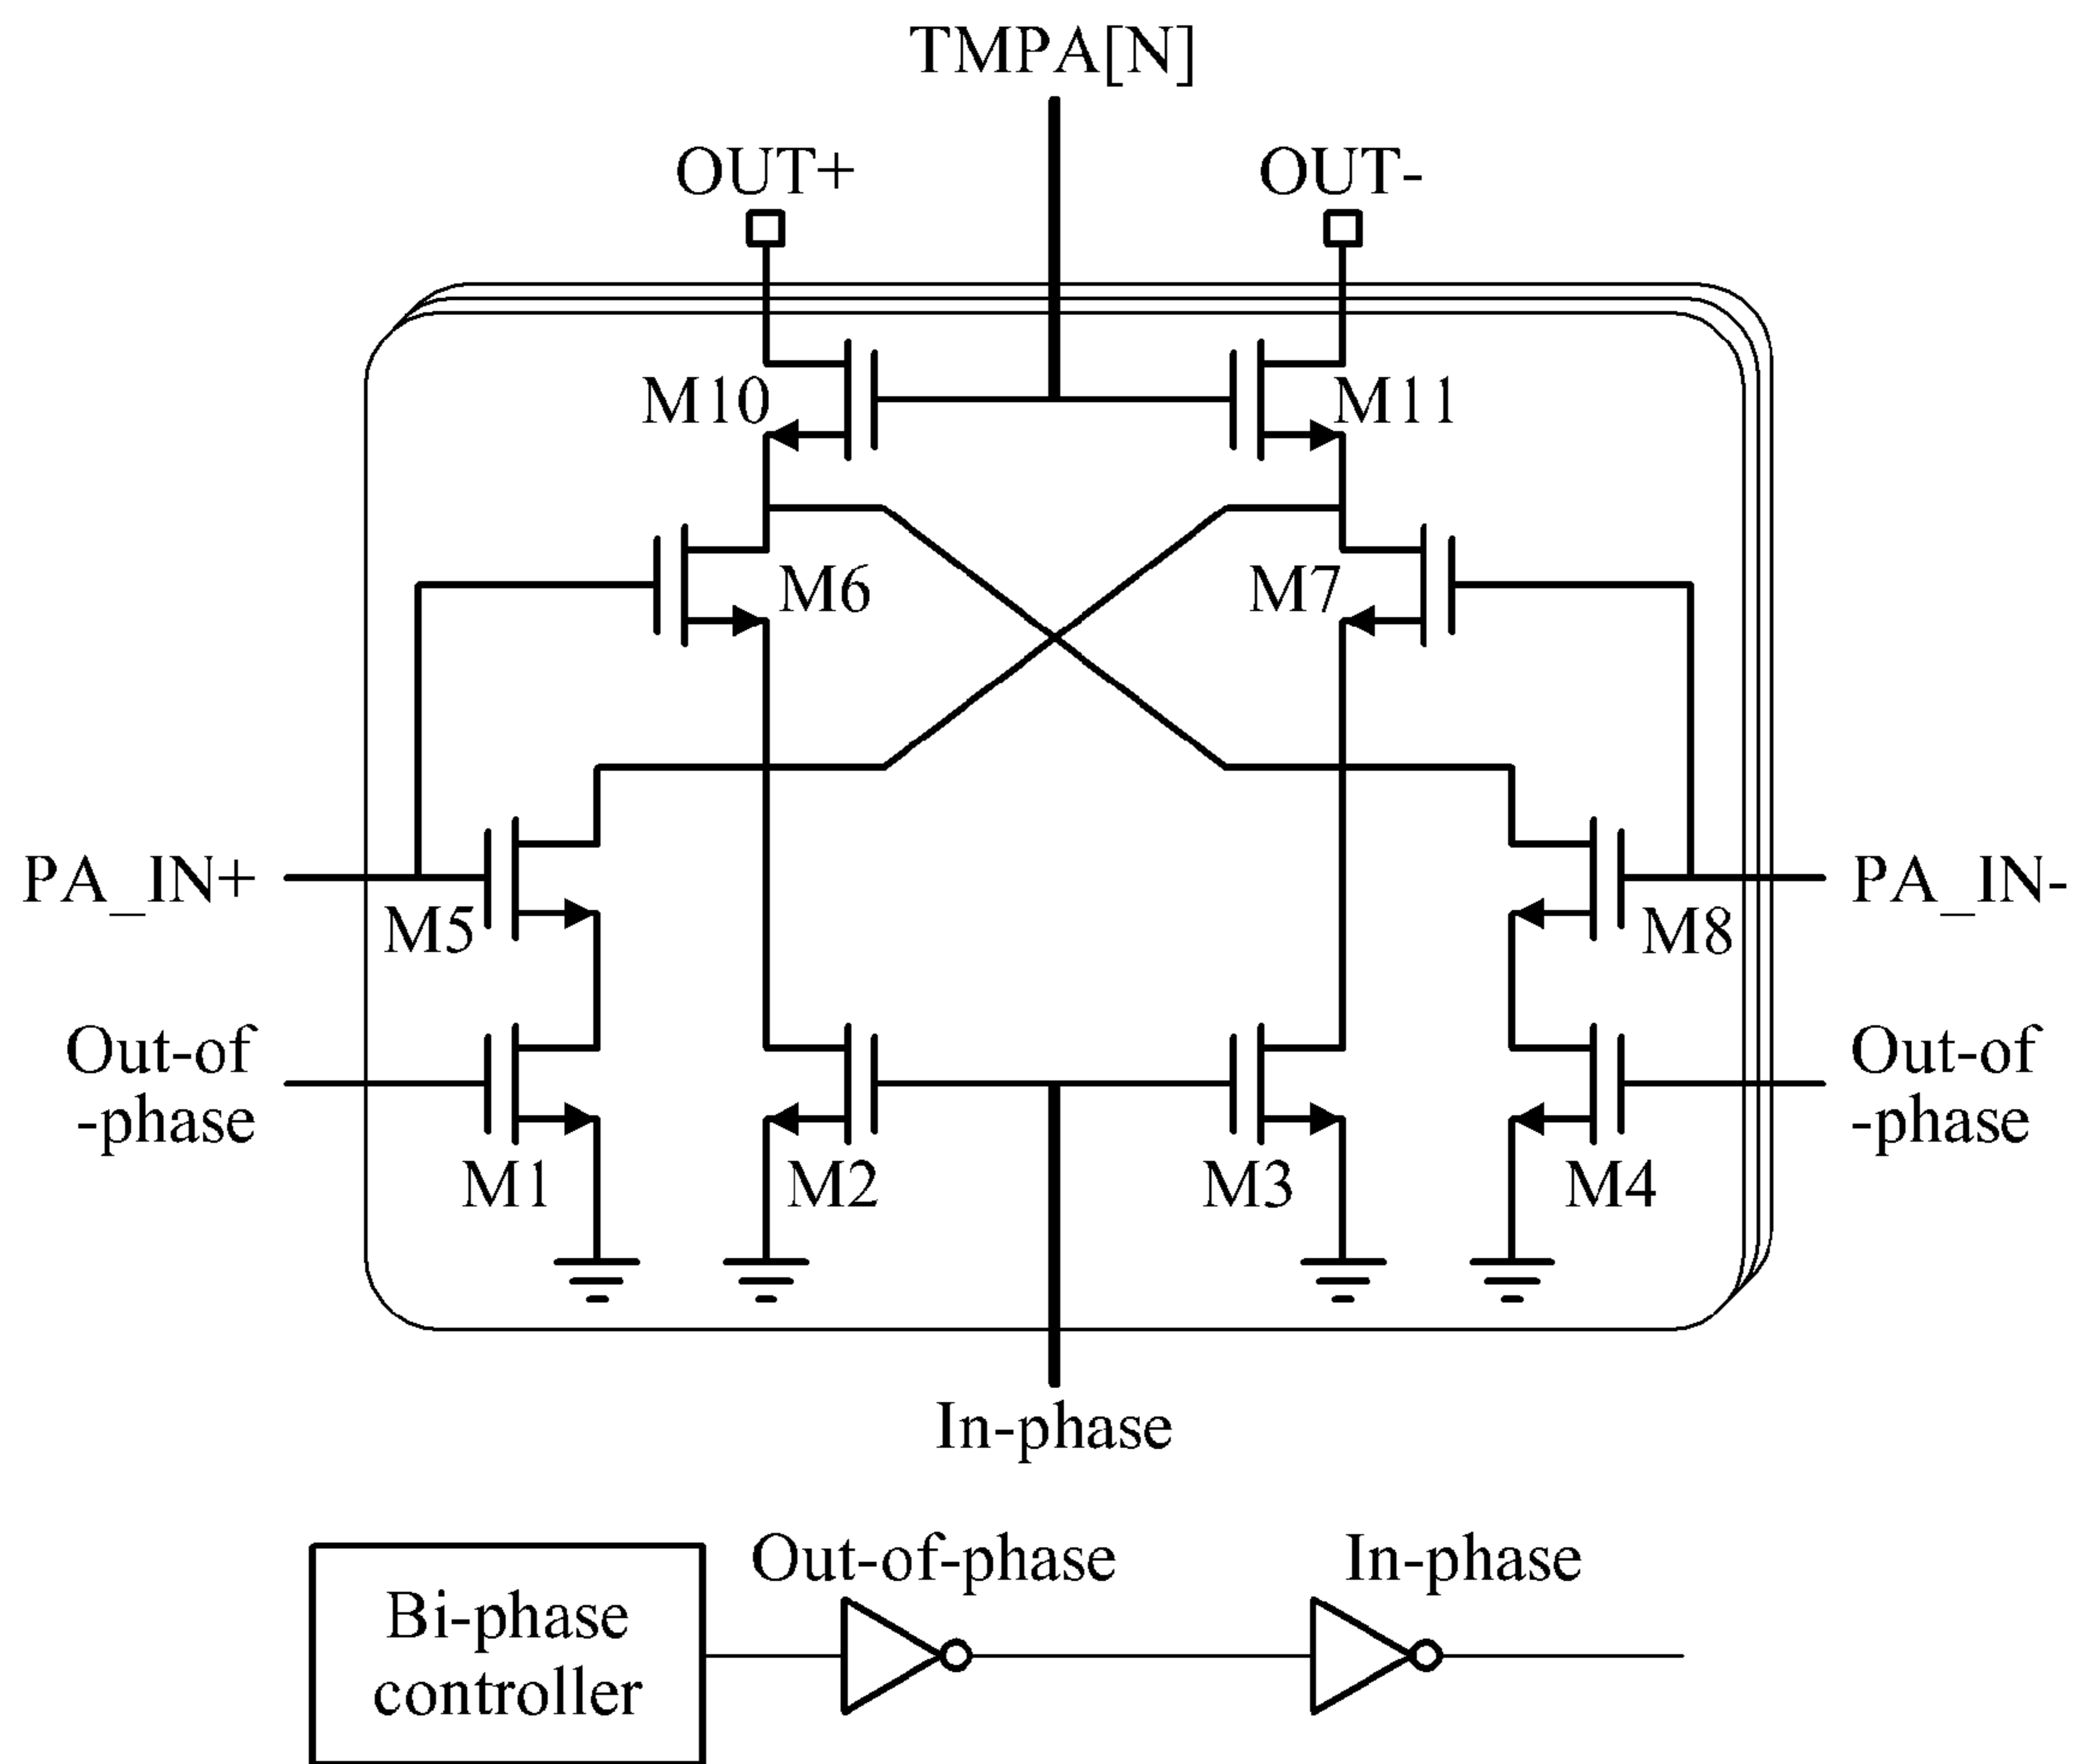 TMPA[N]
OUT+
OUT-
M10
M11
M6
M7
PA_IN+
PA_IN-
M5
M8
Out-of
-phase
Out-of
-phase
M1
M2
M3
M4
In-phase
Out-of-phase
In-phase
Bi-phase
controller